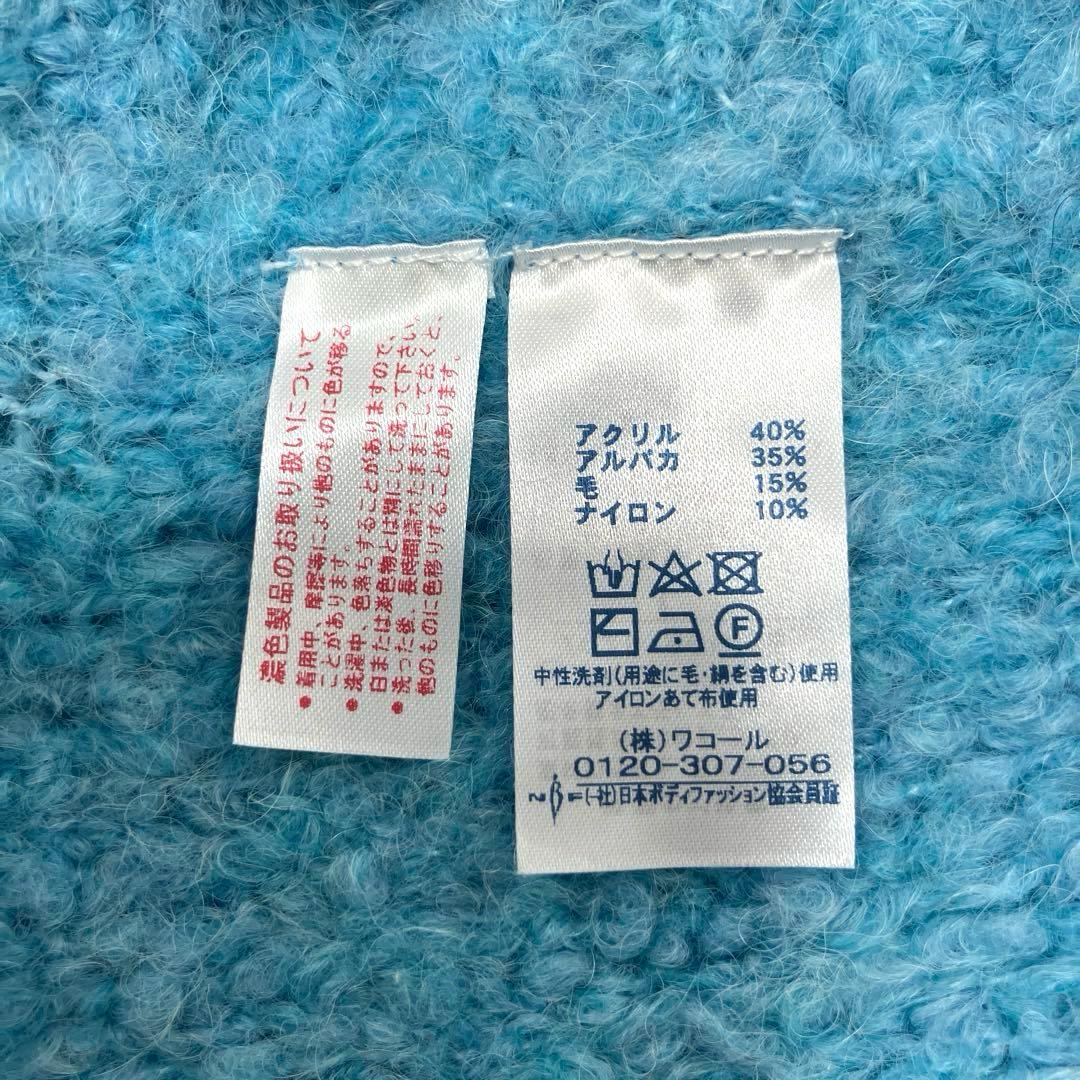 濃色製品のお取り扱いについて
●着用中、摩擦等により他のものに色が移る
ことがあります。
●洗濯中、色落ちすることがありますので、
白または淡色物とは別にして洗って下さい。
●洗った後、長時間濡れたままにしておくと、
他のものに色移りすることがあります。
アクリル 40%
アルパカ 35%
毛 15%
ナイロン 10%
F
中性洗剤(用途に毛・絹を含む)使用
アイロンあて布使用
(株)ワコール
0120-307-056
(一社)日本ボディファッション協会員証